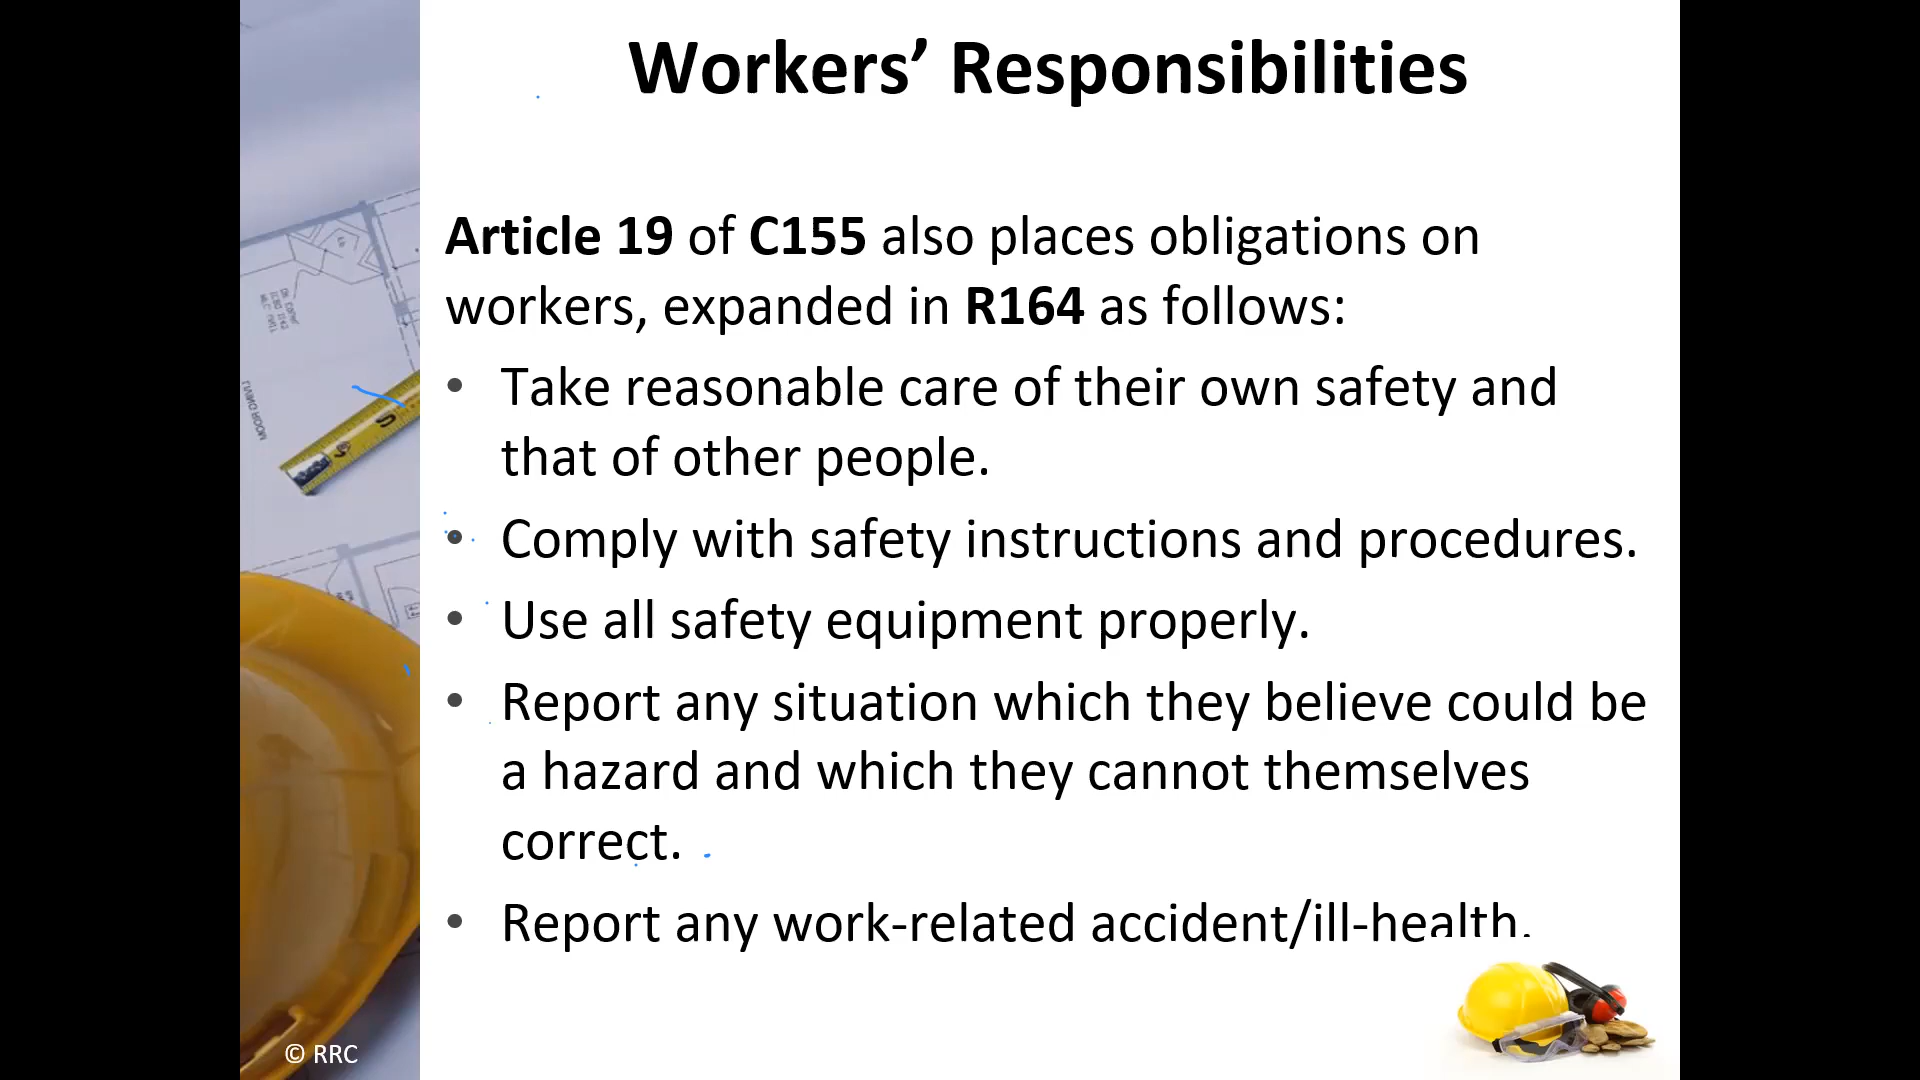 Workers’ Responsibilities
Article 19 of C155 also places obligations on
workers, expanded in R164 as follows:
• Take reasonable care of their own safety and
that of other people.
• Comply with safety instructions and procedures.
• Use all safety equipment properly.
• Report any situation which they believe could be
a hazard and which they cannot themselves
correct.
• Report any work-related accident/ill-health.
LIVING ROOM
© RRC